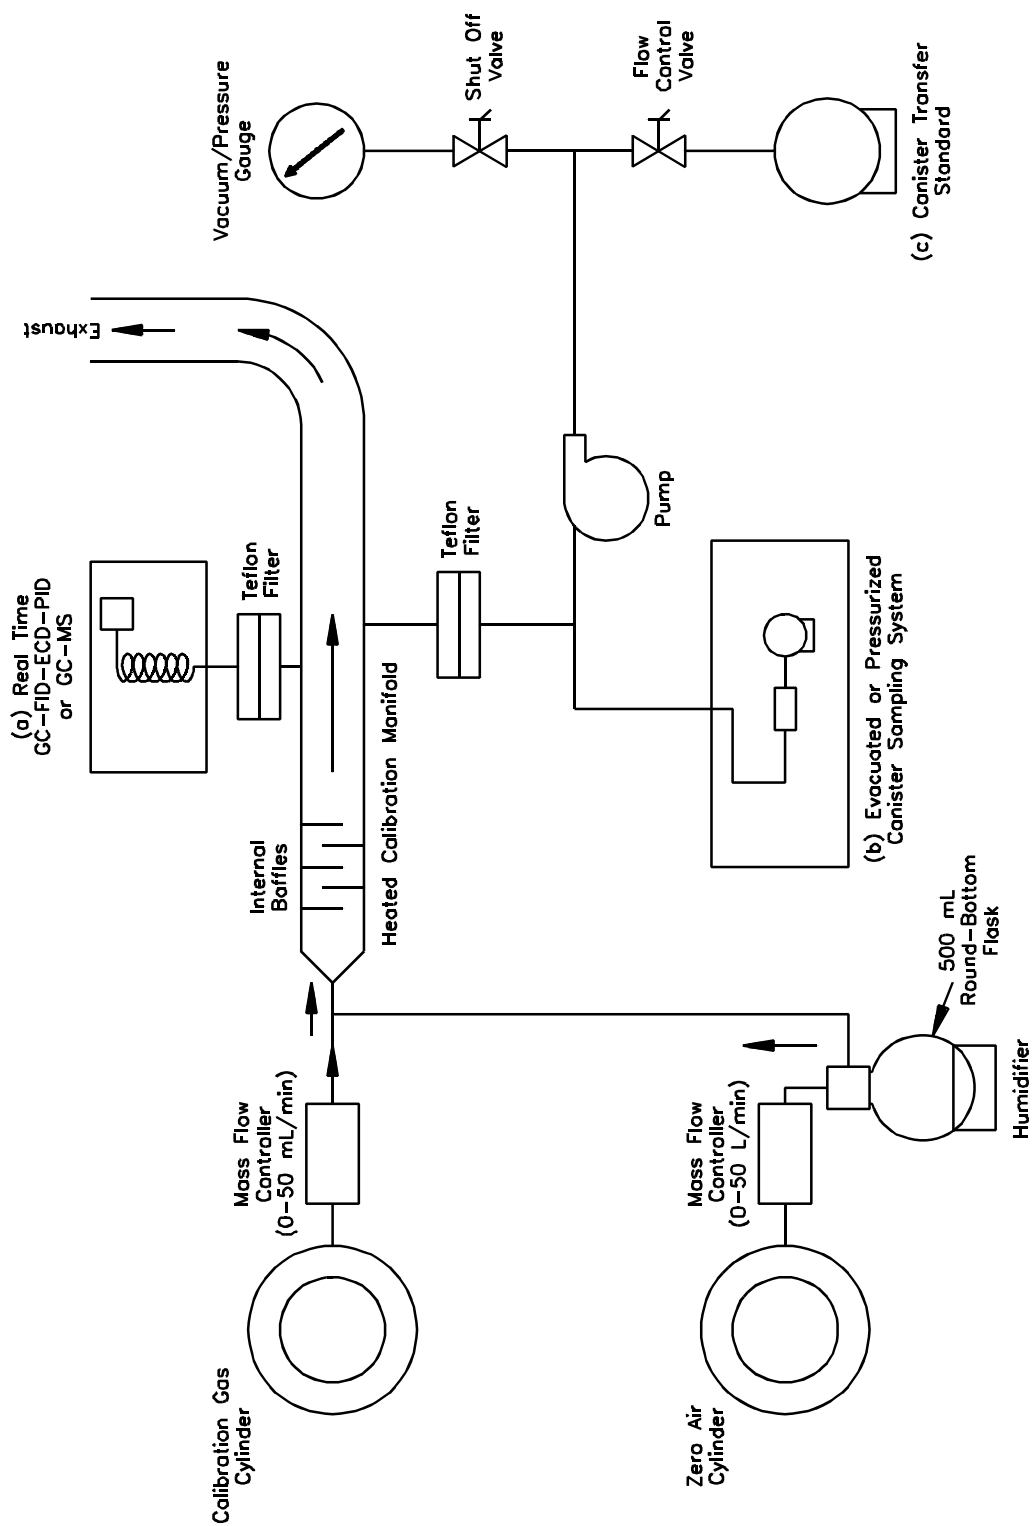 (a) Real Time
GC-FID-ECD-PID
or GC-MS
Exhaust
Vacuum/Pressure
Gauge
Teflon
Filter
Internal
Baffles
Shut Off
Valve
Teflon
Filter
Heated Calibration Manifold
Mass Flow
Controller
(0-50 mL/min)
Calibration Gas
Cylinder
Flow
Control
Valve
Pump
(c) Canister Transfer
Standard
(b) Evacuated or Pressurized
Canister Sampling System
Mass Flow
Controller
(0-50 L/min)
Zero Air
Cylinder
500 mL
Round-Bottom
Flask
Humidifier